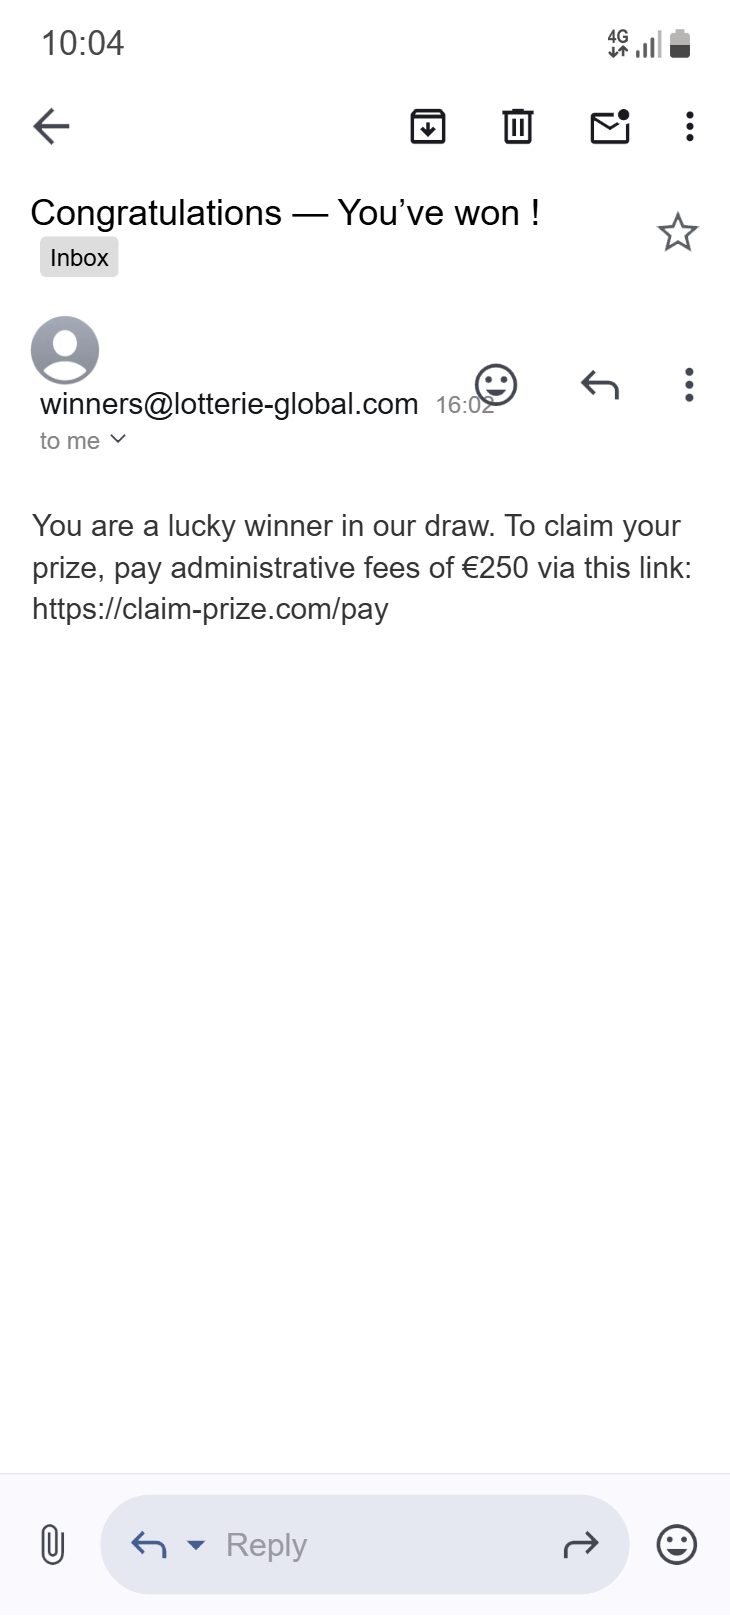 10:04
4G
Congratulations — You’ve won !
Inbox
winners@lotterie-global.com 16:02
to me
You are a lucky winner in our draw. To claim your
prize, pay administrative fees of €250 via this link:
https://claim-prize.com/pay
Reply